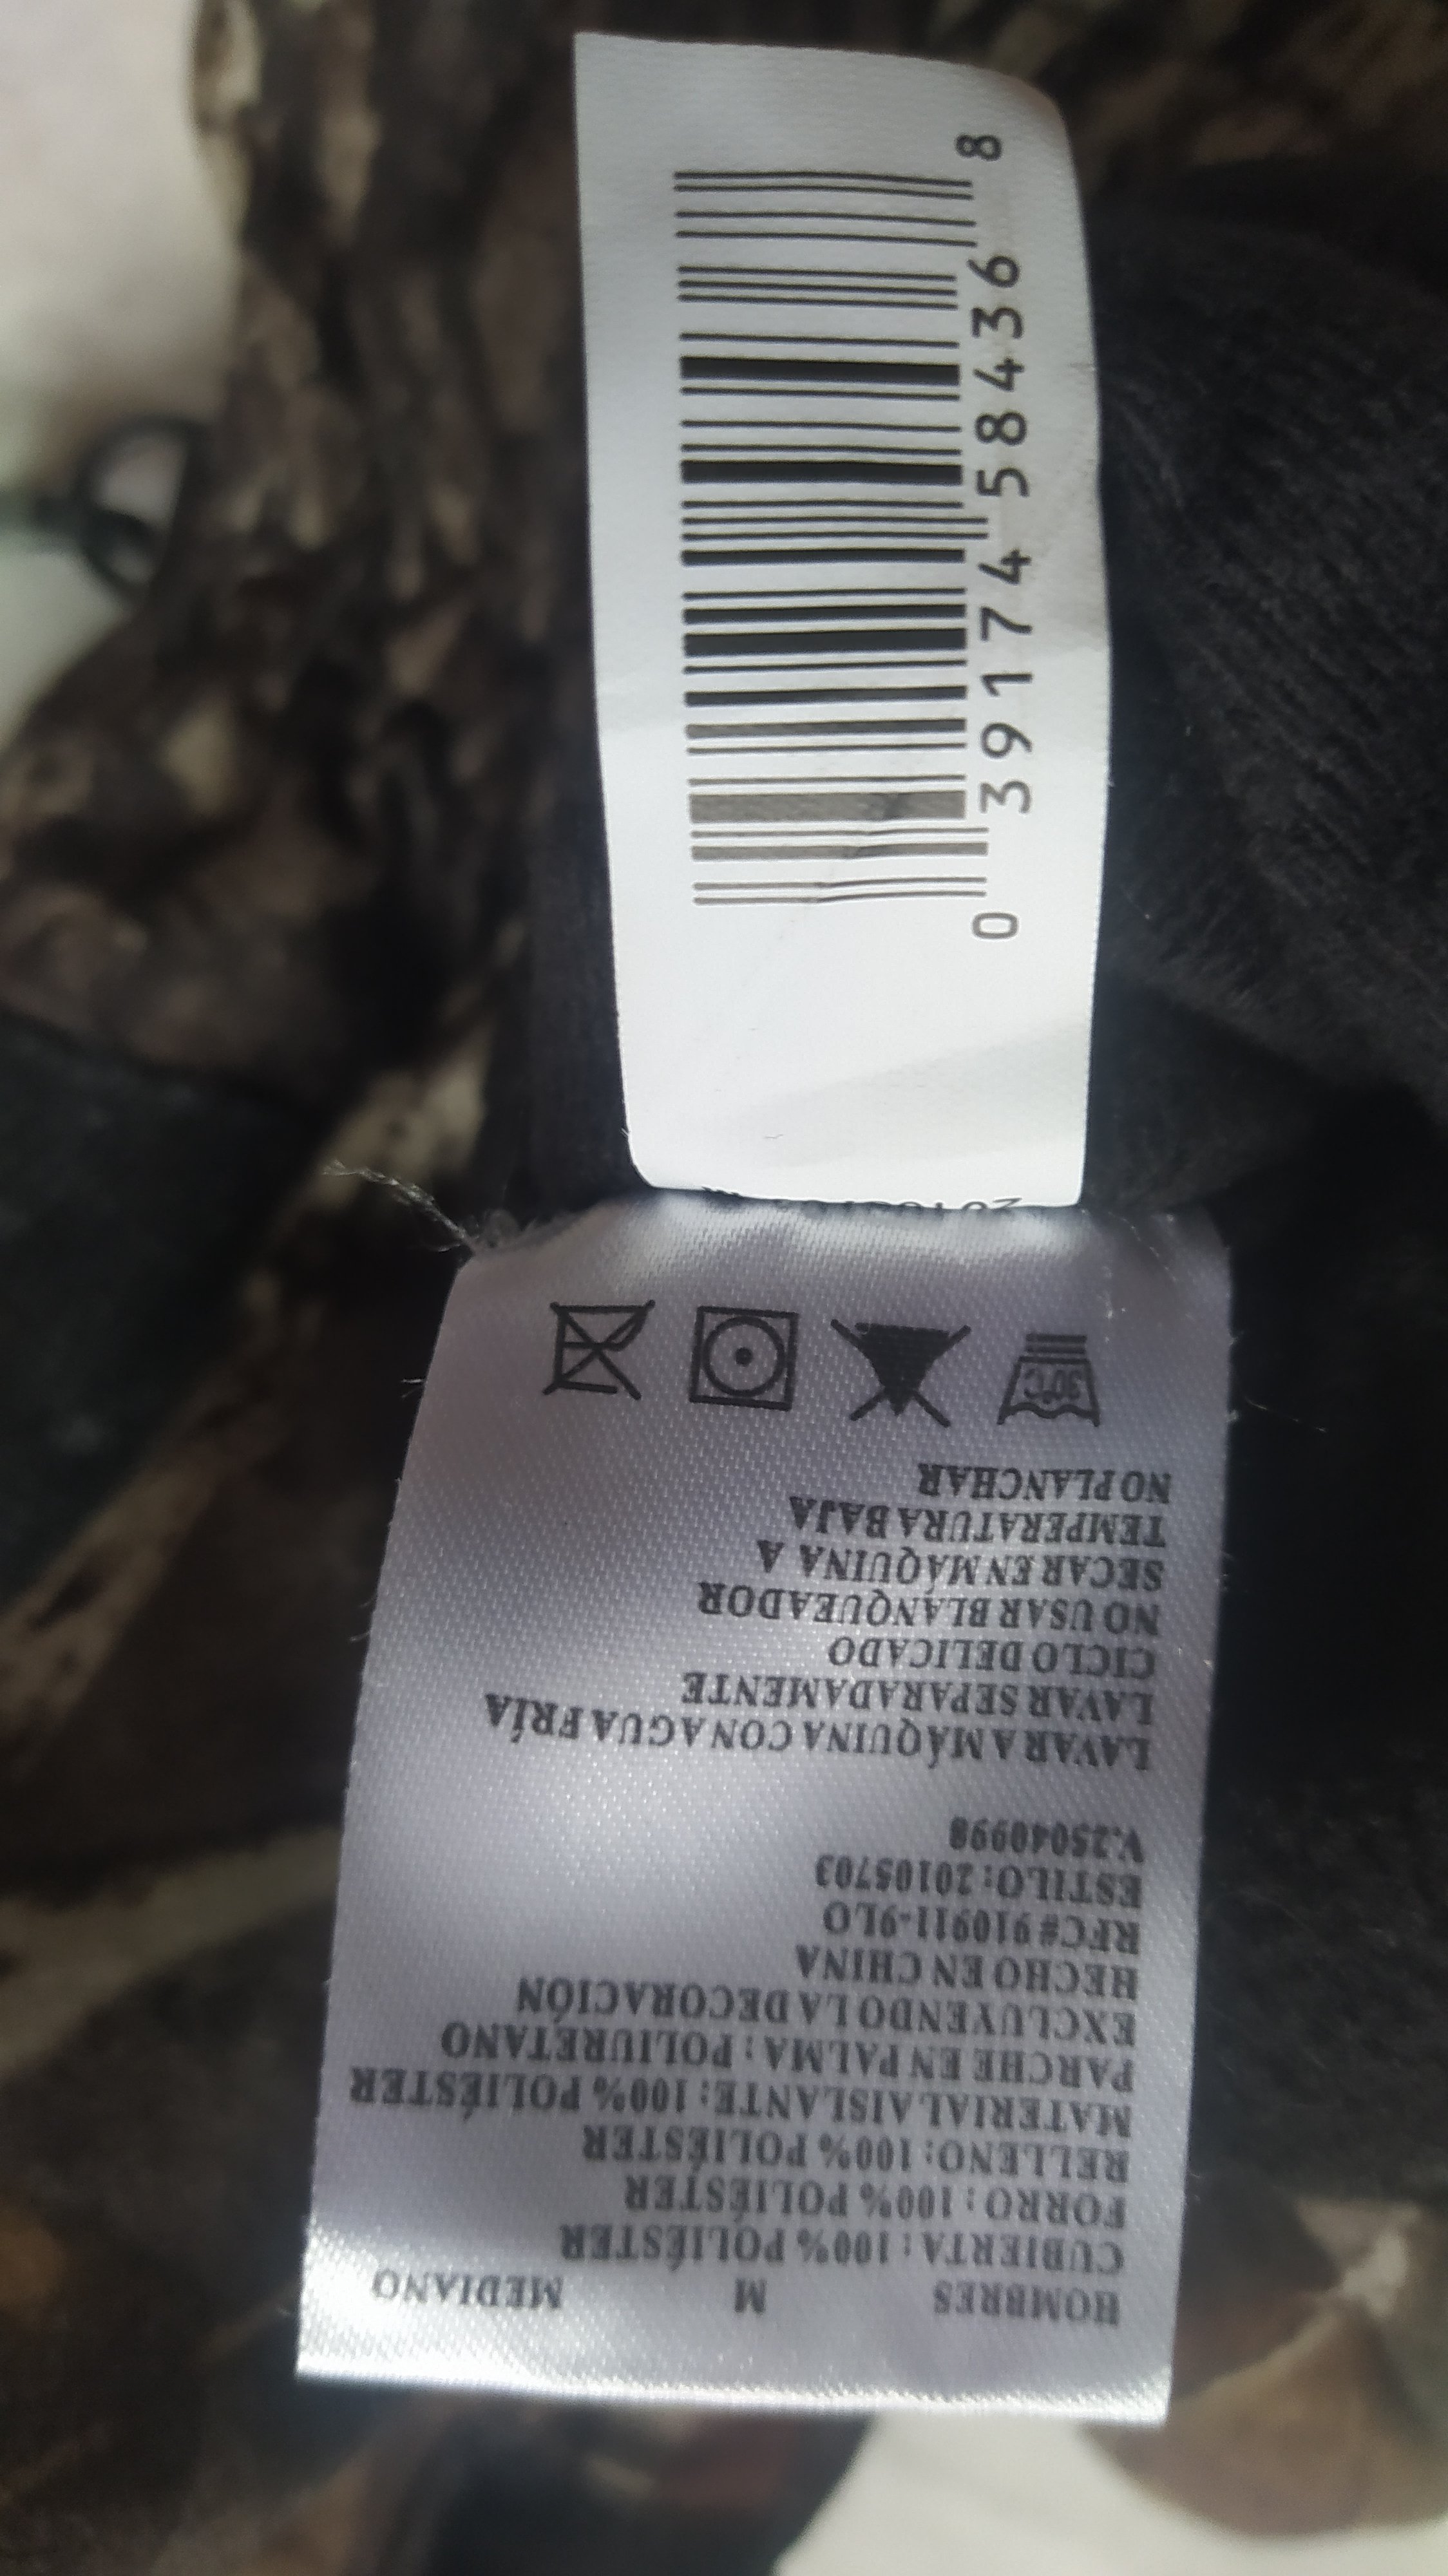 0 39174 58436 8
HOMBRES M MEDIANO
CUBIERTA: 100% POLIÉSTER
FORRO: 100% POLIÉSTER
RELLENO: 100% POLIÉSTER
MATERIAL AISLANTE: 100% POLIÉSTER
PARCHE EN PALMA: POLIURETANO
EXCLUYENDO LA DECORACIÓN
HECHO EN CHINA
RFC# 910911-9LO
ESTILO: 20105703
V.25040998
LAVAR A MÁQUINA CON AGUA FRÍA
LAVAR SEPARADAMENTE
CICLO DELICADO
NO USAR BLANQUEADOR
SECAR EN MÁQUINA A
TEMPERATURA BAJA
NO PLANCHAR
30°C